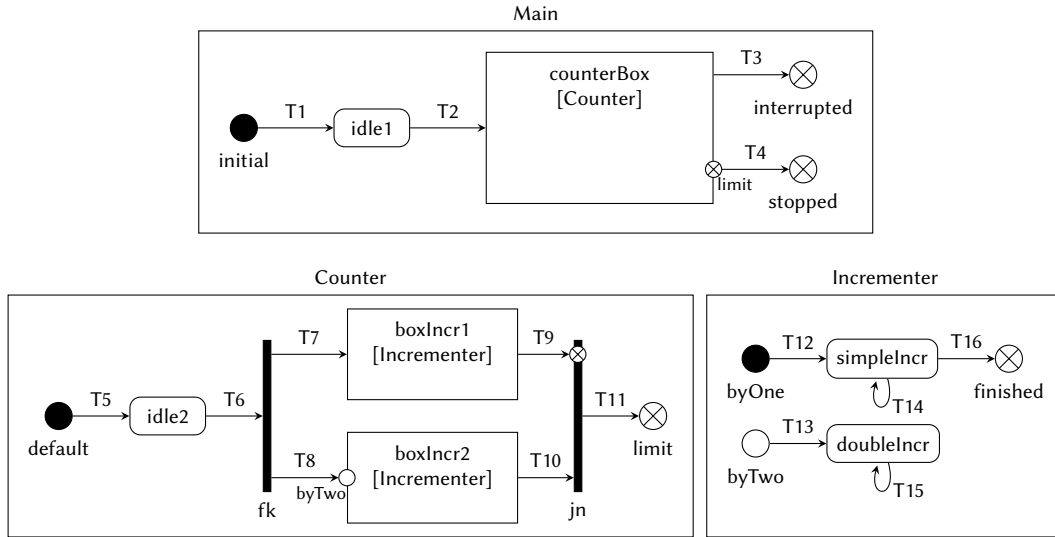 Main
counterBox
[Counter]
T1
T2
T3
idle1
initial
interrupted
T4
limit
stopped
Counter
Incrementer
boxIncr1
[Incrementer]
T7
T9
T5
T6
T11
idle2
default
limit
boxIncr2
[Incrementer]
T8
byTwo
T10
fk
jn
T12
T16
simpleIncr
byOne
finished
T14
T13
doubleIncr
byTwo
T15